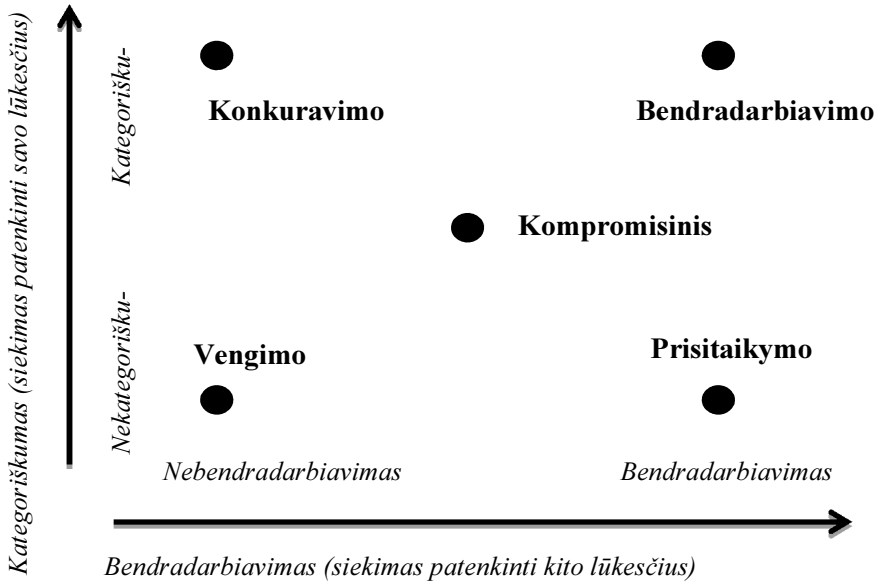 Kategoriškumas (siekimas patenkinti savo lūkesčius)
Kategorišku-
Nekategorišku-
Konkuravimo
Bendradarbiavimo
Kompromisinis
Vengimo
Prisitaikymo
Nebendradarbiavimas
Bendradarbiavimas
Bendradarbiavimas (siekimas patenkinti kito lūkesčius)